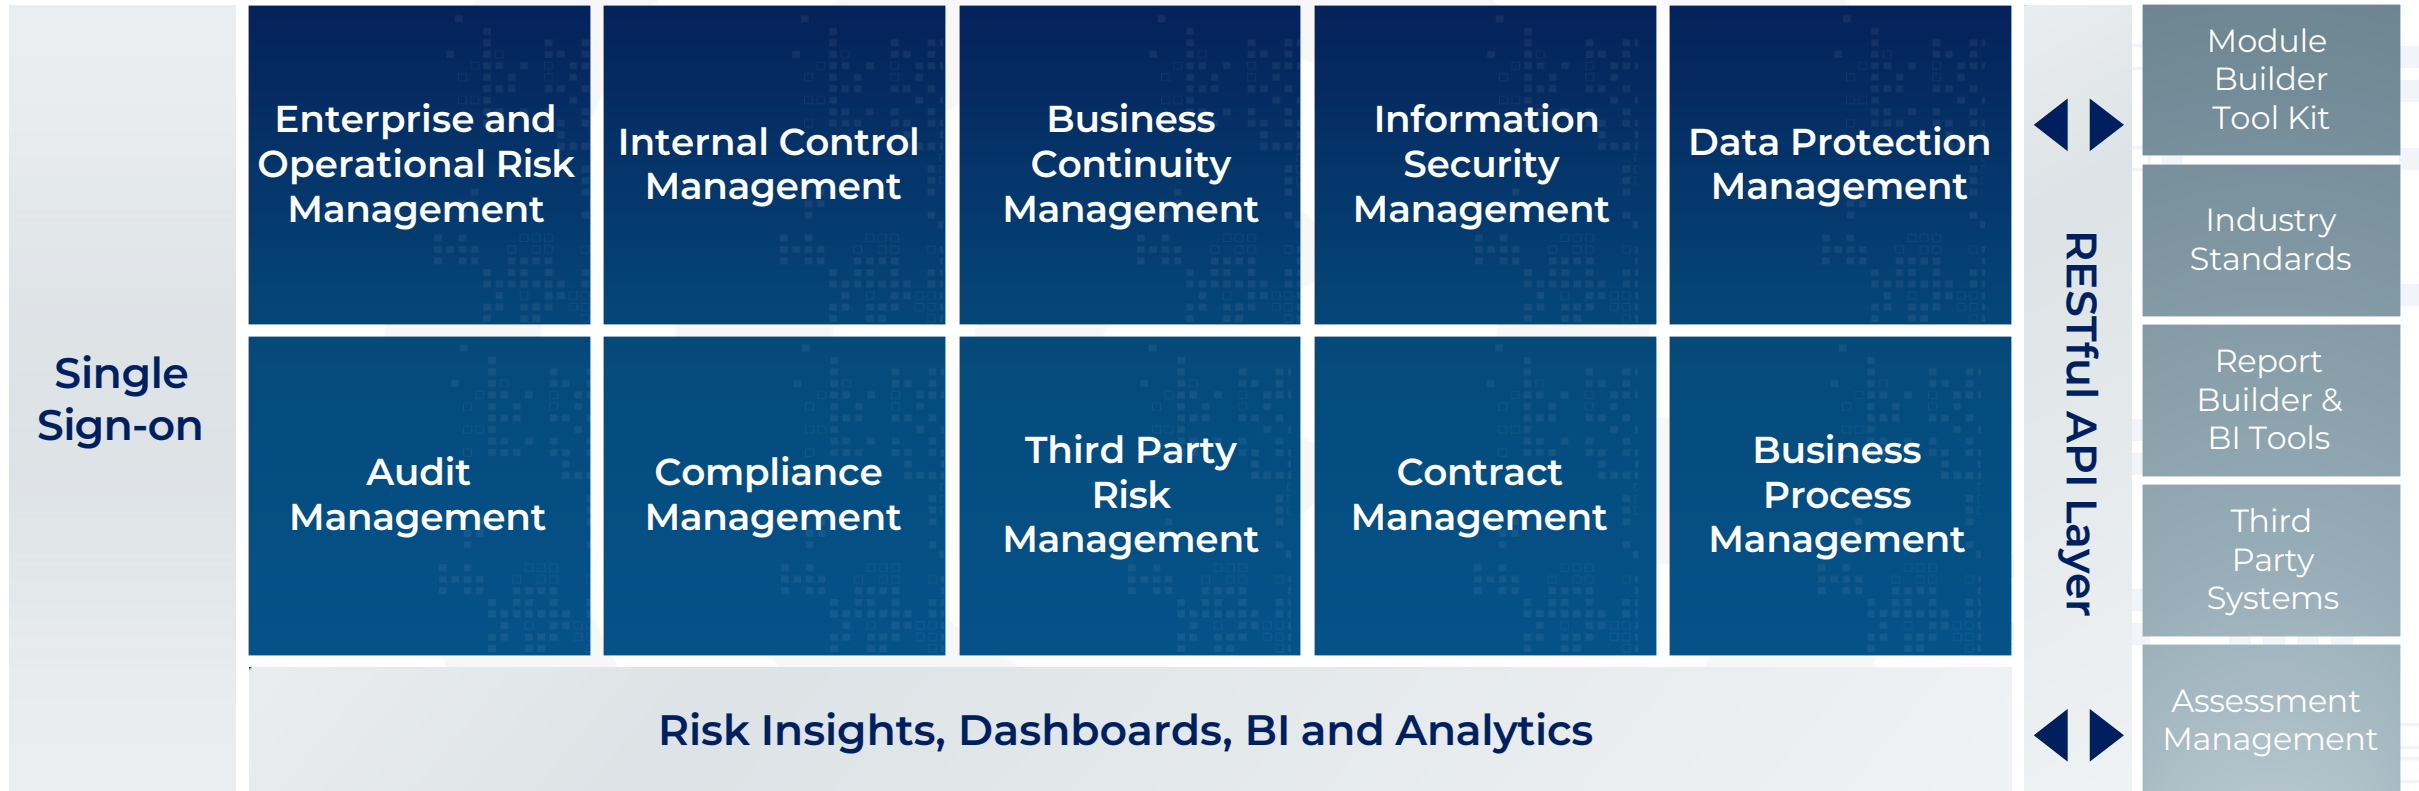 Single
Sign-on
Enterprise and
Operational Risk
Management
Internal Control
Management
Business
Continuity
Management
Information
Security
Management
Data Protection
Management
Audit
Management
Compliance
Management
Third Party
Risk
Management
Contract
Management
Business
Process
Management
Risk Insights, Dashboards, BI and Analytics
RESTful API Layer
Module
Builder
Tool Kit
Industry
Standards
Report
Builder &
BI Tools
Third
Party
Systems
Assessment
Management